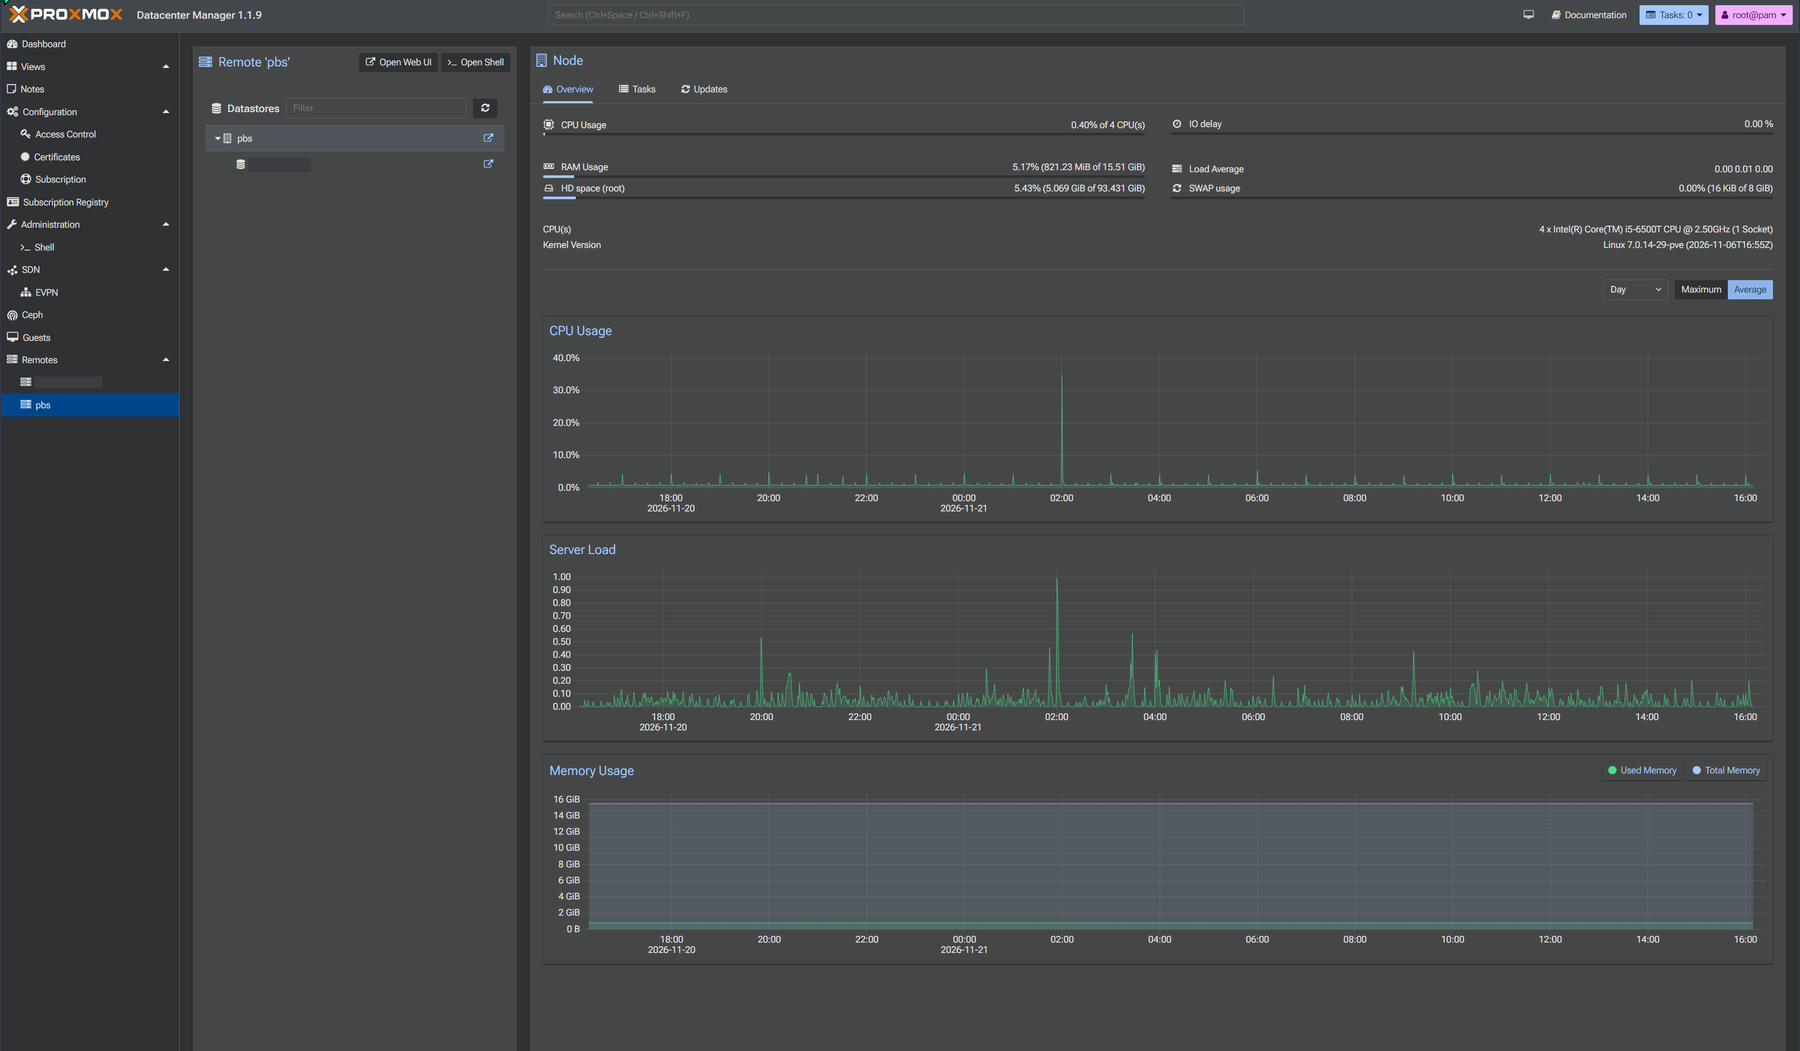 PROXMOX Datacenter Manager 1.1.9
Search (Ctrl+Space / Ctrl+Shift+F)
Documentation
Tasks: 0
root@pam
Dashboard
Views
Notes
Configuration
Access Control
Certificates
Subscription
Subscription Registry
Administration
Shell
SDN
EVPN
Ceph
Guests
Remotes
pbs
Remote 'pbs'
Open Web UI
Open Shell
Datastores
Filter
pbs
Node
Overview
Tasks
Updates
CPU Usage 0.40% of 4 CPU(s)
IO delay 0.00 %
RAM Usage 5.17% (821.23 MiB of 15.51 GiB)
Load Average 0.00 0.01 0.00
HD space (root) 5.43% (5.069 GiB of 93.431 GiB)
SWAP usage 0.00% (16 KiB of 8 GiB)
CPU(s) 4 x Intel(R) Core(TM) i5-6500T CPU @ 2.50GHz (1 Socket)
Kernel Version Linux 7.0.14-29-pve (2026-11-06T16:55Z)
Day
Maximum
Average
CPU Usage
40.0%
30.0%
20.0%
10.0%
0.0%
18:00 20:00 22:00 00:00 02:00 04:00 06:00 08:00 10:00 12:00 14:00 16:00
2026-11-20 2026-11-21
Server Load
1.00
0.90
0.80
0.70
0.60
0.50
0.40
0.30
0.20
0.10
0.00
18:00 20:00 22:00 00:00 02:00 04:00 06:00 08:00 10:00 12:00 14:00 16:00
2026-11-20 2026-11-21
Memory Usage
Used Memory
Total Memory
16 GiB
14 GiB
12 GiB
10 GiB
8 GiB
6 GiB
4 GiB
2 GiB
0 B
18:00 20:00 22:00 00:00 02:00 04:00 06:00 08:00 10:00 12:00 14:00 16:00
2026-11-20 2026-11-21